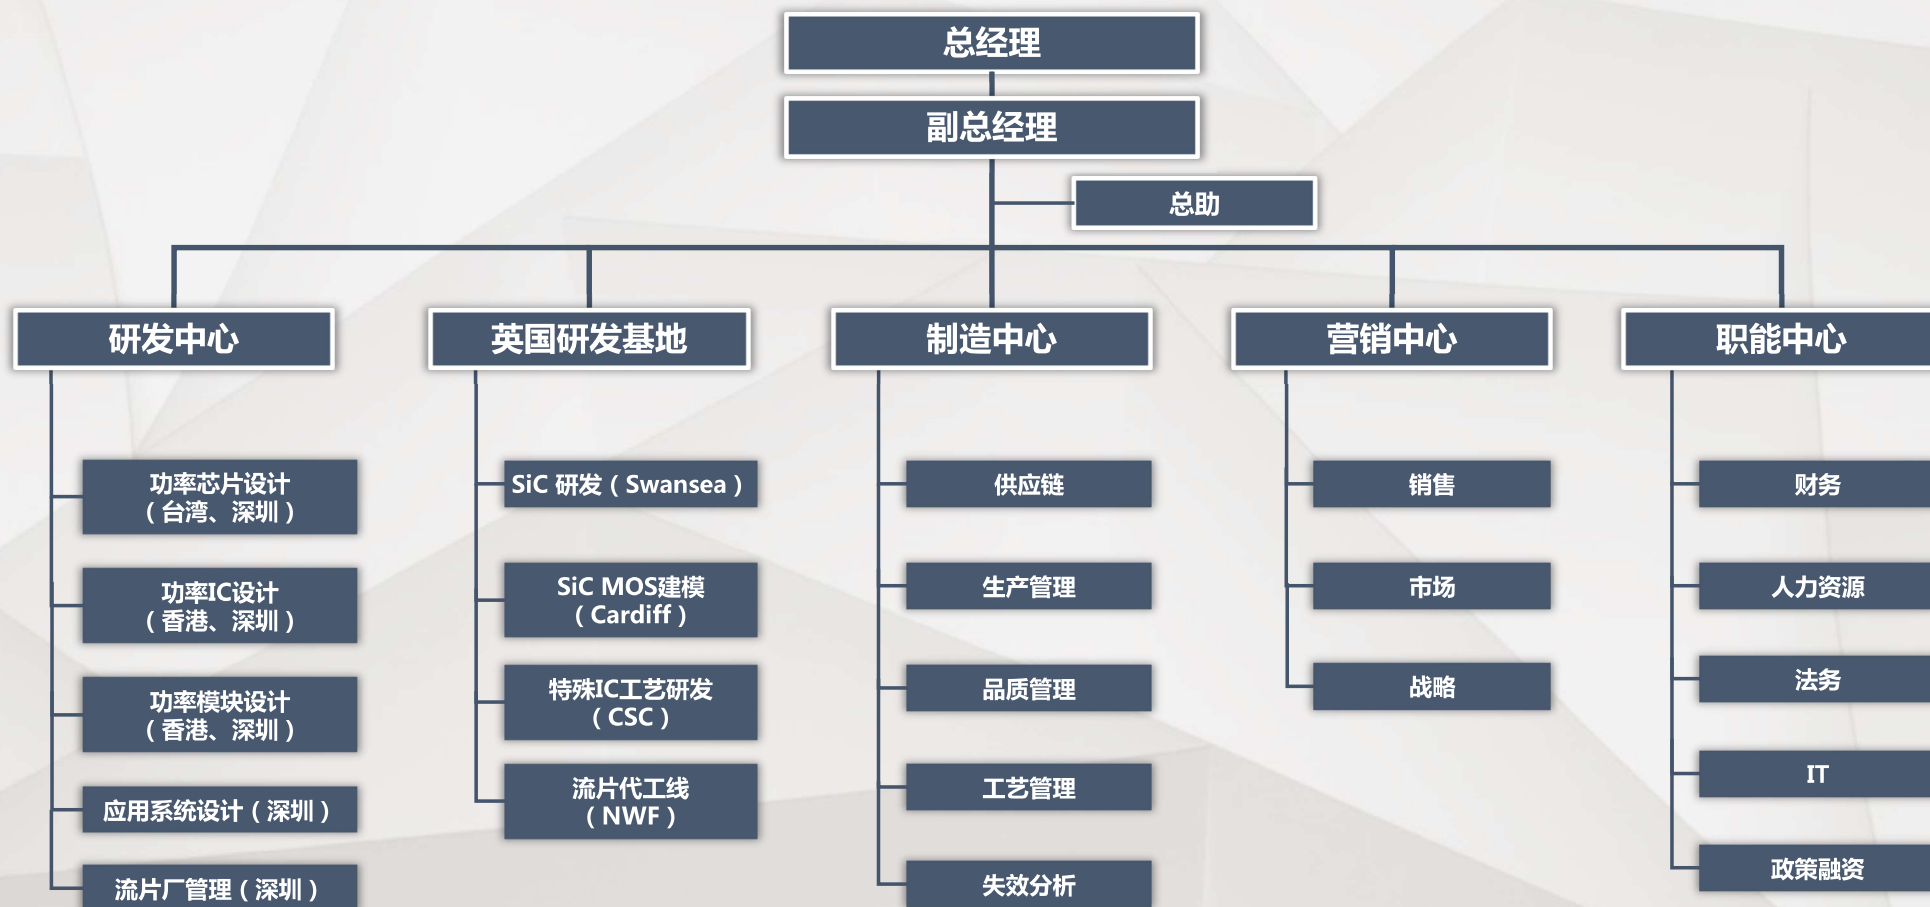 总经理
副总经理
总助
研发中心
英国研发基地
制造中心
营销中心
职能中心
功率芯片设计
（台湾、深圳）
功率IC设计
（香港、深圳）
功率模块设计
（香港、深圳）
应用系统设计（深圳）
流片厂管理（深圳）
SiC 研发（Swansea）
SiC MOS建模
（Cardiff）
特殊IC工艺研发
（CSC）
流片代工线
（NWF）
供应链
生产管理
品质管理
工艺管理
失效分析
销售
市场
战略
财务
人力资源
法务
IT
政策融资